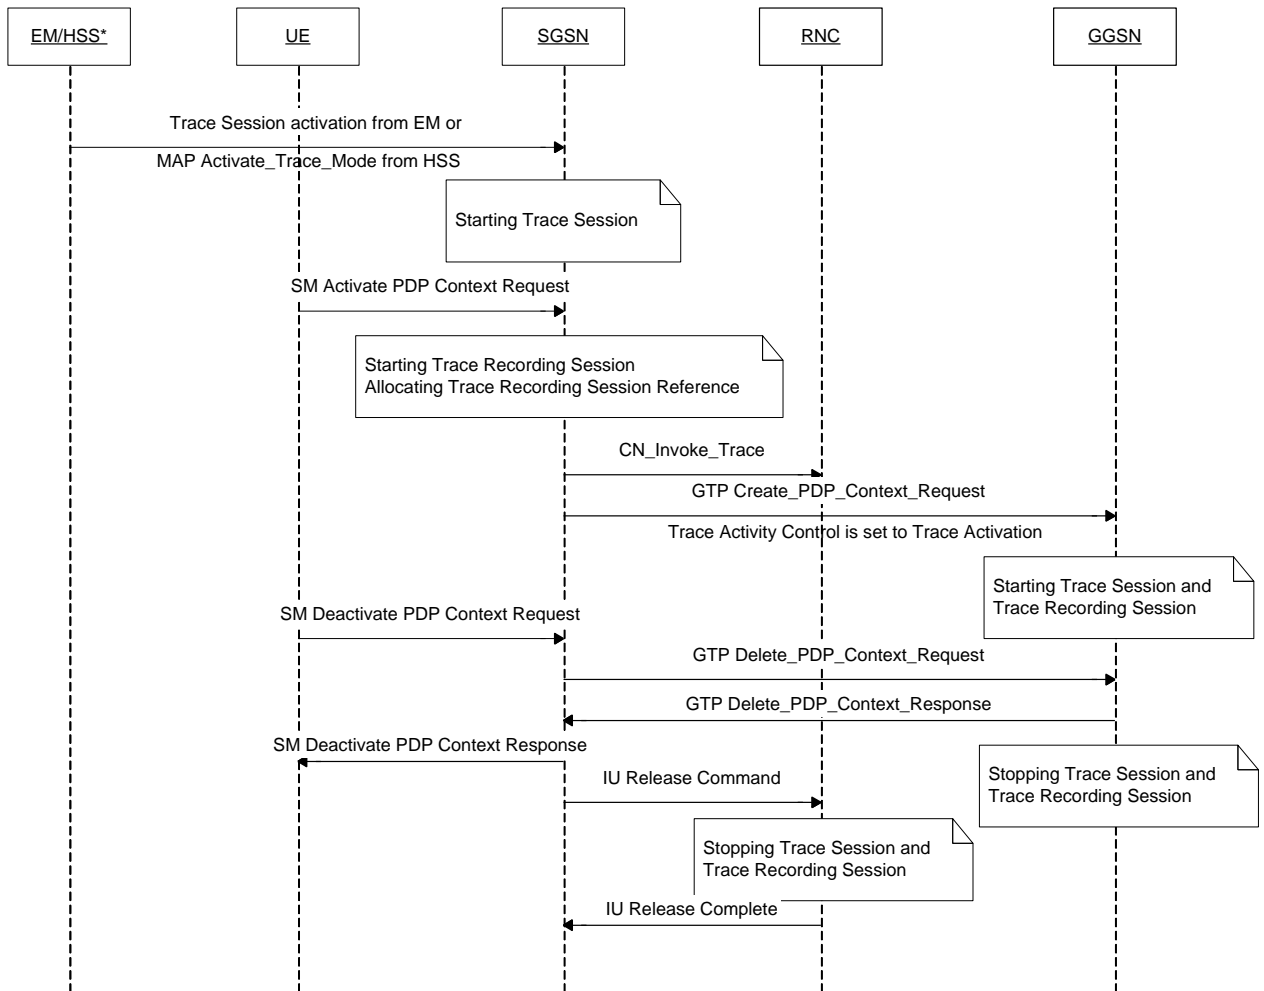 EM/HSS*
UE
SGSN
RNC
GGSN
Trace Session activation from EM or
MAP Activate_Trace_Mode from HSS
Starting Trace Session
SM Activate PDP Context Request
Starting Trace Recording Session
Allocating Trace Recording Session Reference
CN_Invoke_Trace
GTP Create_PDP_Context_Request
Trace Activity Control is set to Trace Activation
Starting Trace Session and
Trace Recording Session
SM Deactivate PDP Context Request
GTP Delete_PDP_Context_Request
GTP Delete_PDP_Context_Response
SM Deactivate PDP Context Response
Stopping Trace Session and
Trace Recording Session
IU Release Command
Stopping Trace Session and
Trace Recording Session
IU Release Complete